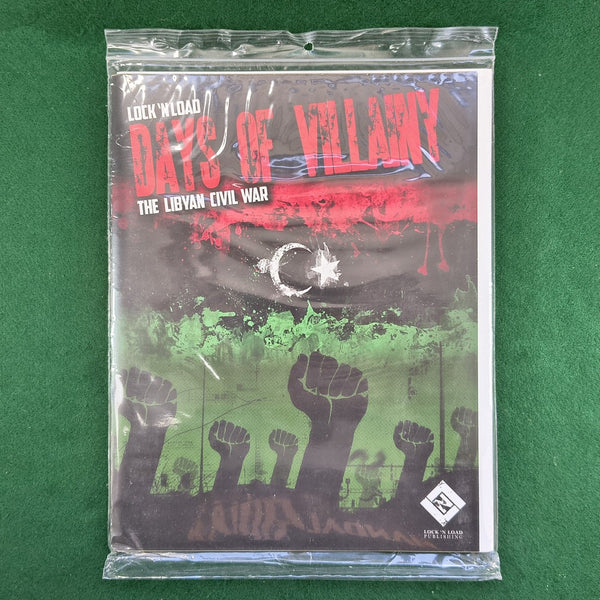 LOCK 'N LOAD
DAYS OF VILLAINY
THE LIBYAN CIVIL WAR
LOCK 'N LOAD
PUBLISHING